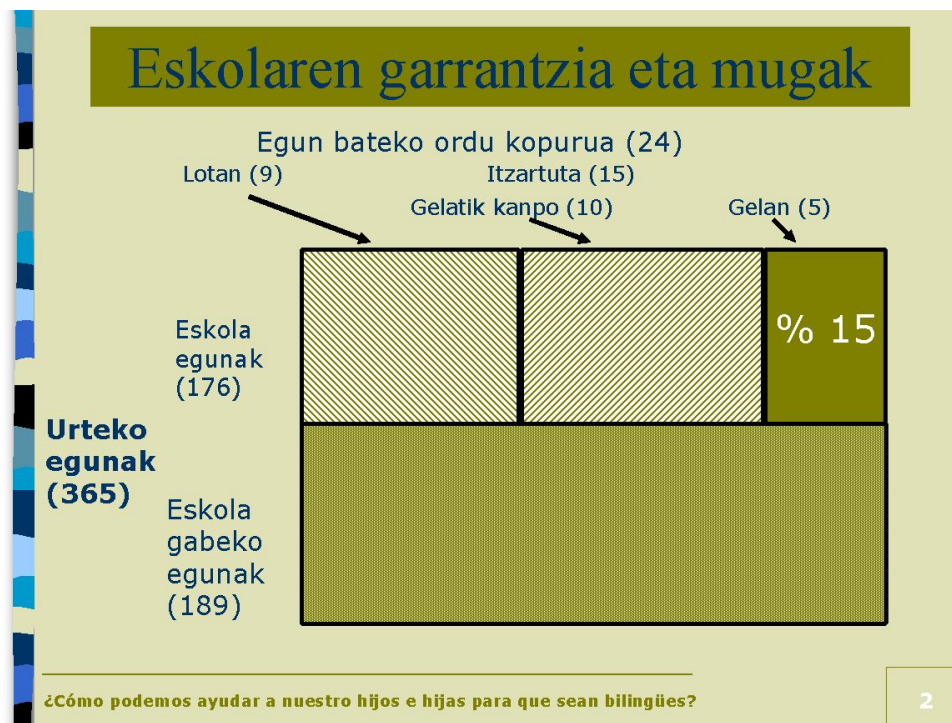 Eskolaren garrantzia eta mugak
Egun bateko ordu kopurua (24)
Lotan (9)
Itzartuta (15)
Gelatik kanpo (10)
Gelan (5)
% 15
Eskola
egunak
(176)
Urteko
egunak
(365)
Eskola
gabeko
egunak
(189)
¿Cómo podemos ayudar a nuestro hijos e hijas para que sean bilingües?
2